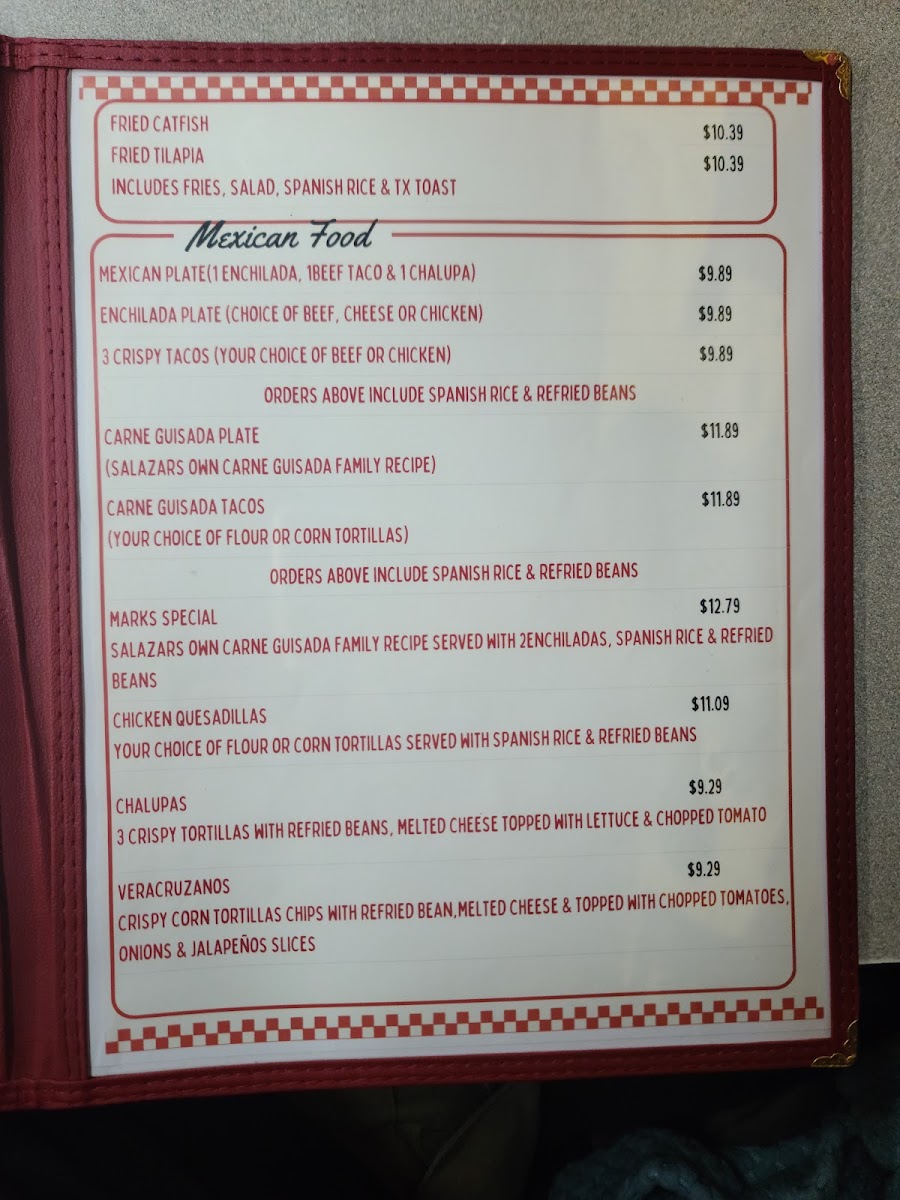 FRIED CATFISH $10.39
FRIED TILAPIA $10.39
INCLUDES FRIES, SALAD, SPANISH RICE & TX TOAST
Mexican Food
MEXICAN PLATE(1 ENCHILADA, 1BEEF TACO & 1 CHALUPA) $9.89
ENCHILADA PLATE (CHOICE OF BEEF, CHEESE OR CHICKEN) $9.89
3 CRISPY TACOS (YOUR CHOICE OF BEEF OR CHICKEN) $9.89
ORDERS ABOVE INCLUDE SPANISH RICE & REFRIED BEANS
CARNE GUISADA PLATE $11.89
(SALAZARS OWN CARNE GUISADA FAMILY RECIPE)
CARNE GUISADA TACOS $11.89
(YOUR CHOICE OF FLOUR OR CORN TORTILLAS)
ORDERS ABOVE INCLUDE SPANISH RICE & REFRIED BEANS
MARKS SPECIAL $12.79
SALAZARS OWN CARNE GUISADA FAMILY RECIPE SERVED WITH 2ENCHILADAS, SPANISH RICE & REFRIED
BEANS
CHICKEN QUESADILLAS $11.09
YOUR CHOICE OF FLOUR OR CORN TORTILLAS SERVED WITH SPANISH RICE & REFRIED BEANS
CHALUPAS $9.29
3 CRISPY TORTILLAS WITH REFRIED BEANS, MELTED CHEESE TOPPED WITH LETTUCE & CHOPPED TOMATO
VERACRUZANOS $9.29
CRISPY CORN TORTILLAS CHIPS WITH REFRIED BEAN,MELTED CHEESE & TOPPED WITH CHOPPED TOMATOES,
ONIONS & JALAPEÑOS SLICES